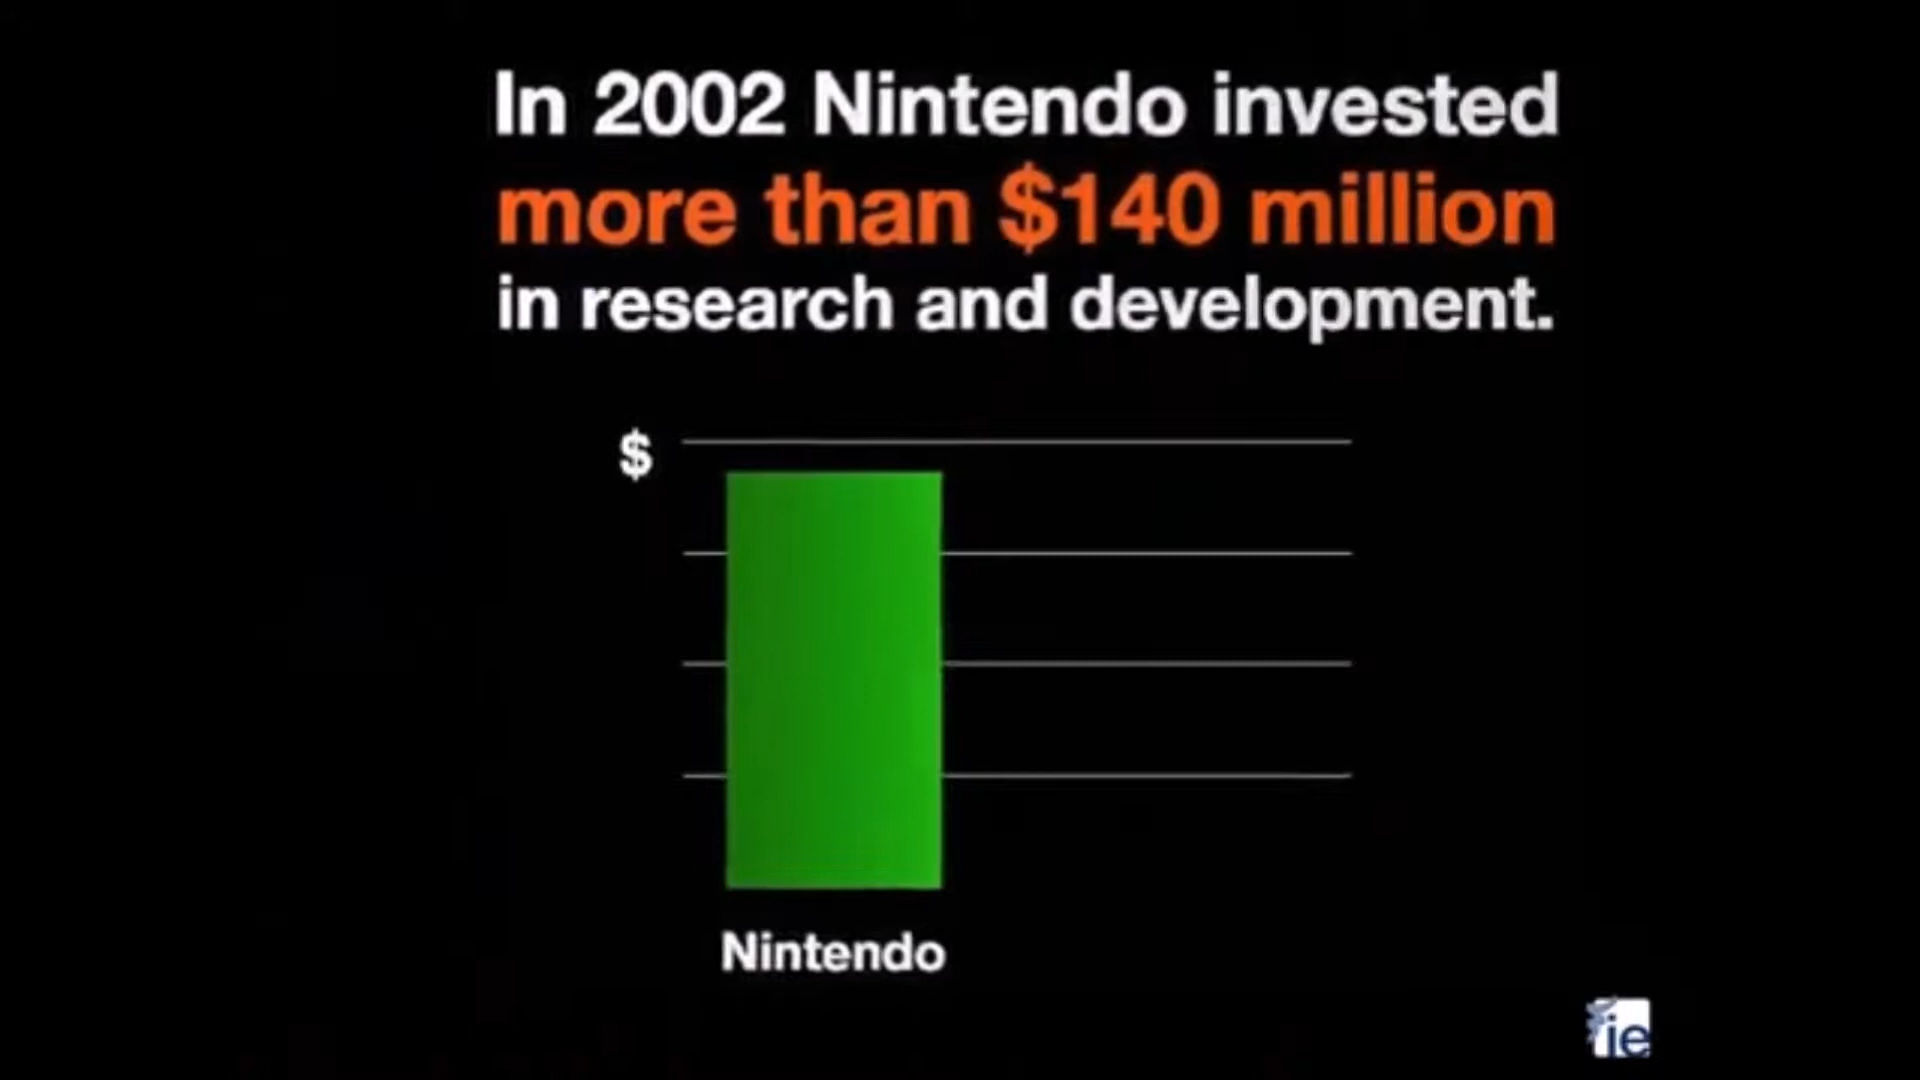 In 2002 Nintendo invested
more than $140 million
in research and development.
$
Nintendo
ie